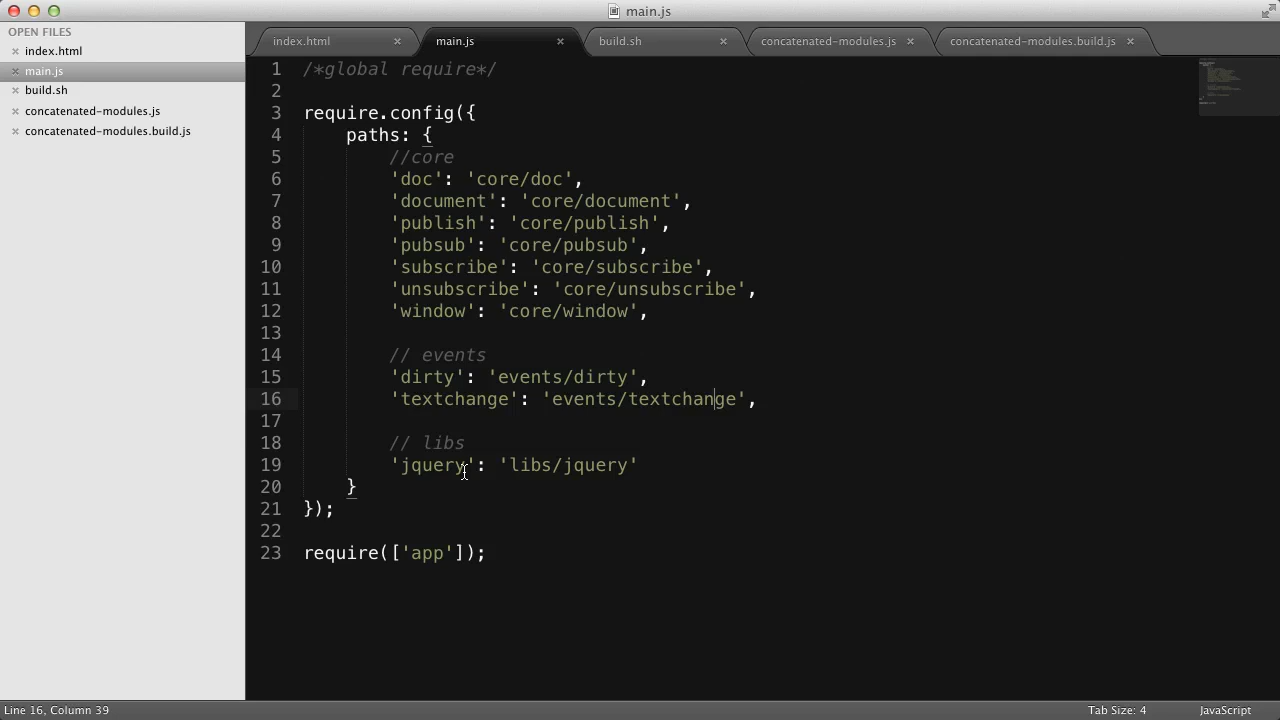 main.js
OPEN FILES
index.html
main.js
build.sh
concatenated-modules.js
concatenated-modules.build.js
index.html × main.js × build.sh × concatenated-modules.js × concatenated-modules.build.js ×
1 /*global require*/
2
3 require.config({
4     paths: {
5         //core
6         'doc': 'core/doc',
7         'document': 'core/document',
8         'publish': 'core/publish',
9         'pubsub': 'core/pubsub',
10         'subscribe': 'core/subscribe',
11         'unsubscribe': 'core/unsubscribe',
12         'window': 'core/window',
13
14         // events
15         'dirty': 'events/dirty',
16         'textchange': 'events/textchange',
17
18         // libs
19         'jquery': 'libs/jquery'
20     }
21 });
22
23 require(['app']);
Line 16, Column 39
Tab Size: 4
JavaScript